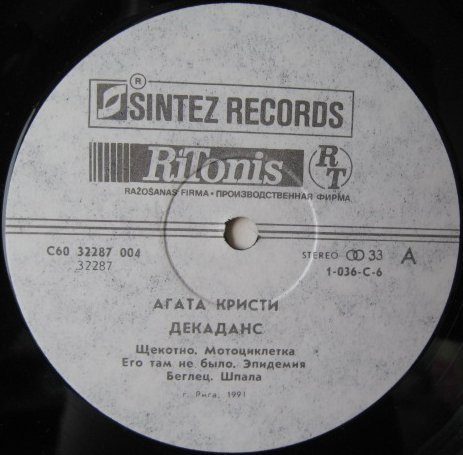 ®
SINTEZ RECORDS
RiTonis RT
RAŽOŠANAS FIRMA • ПРОИЗВОДСТВЕННАЯ ФИРМА
С60 32287 004
32287
STEREO 33 A
1-036-C-6
АГАТА КРИСТИ
ДЕКАДАНС
Щекотно. Мотоциклетка
Его там не было. Эпидемия
Беглец. Шпала
г. Рига, 1991